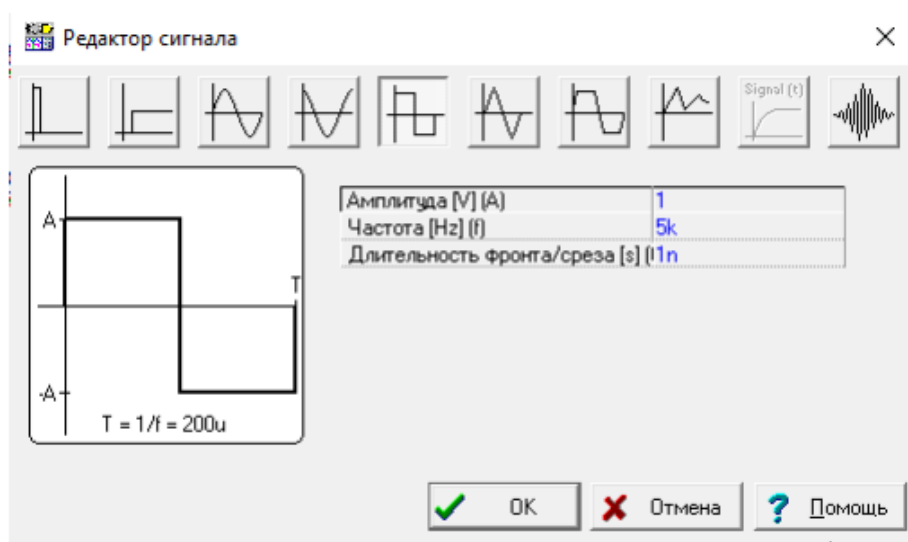 Редактор сигнала
Signal (t)
Амплитуда [V] (A) 1
Частота [Hz] (f) 5k
Длительность фронта/среза [s] ( 1n
A
T
-A
T = 1/f = 200u
OK Отмена Помощь